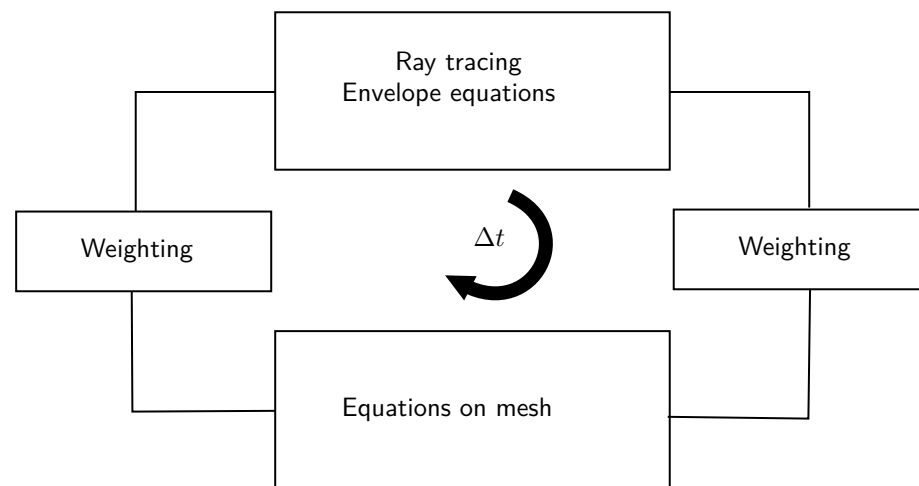 Ray tracing
Envelope equations
Weighting
Δt
Weighting
Equations on mesh